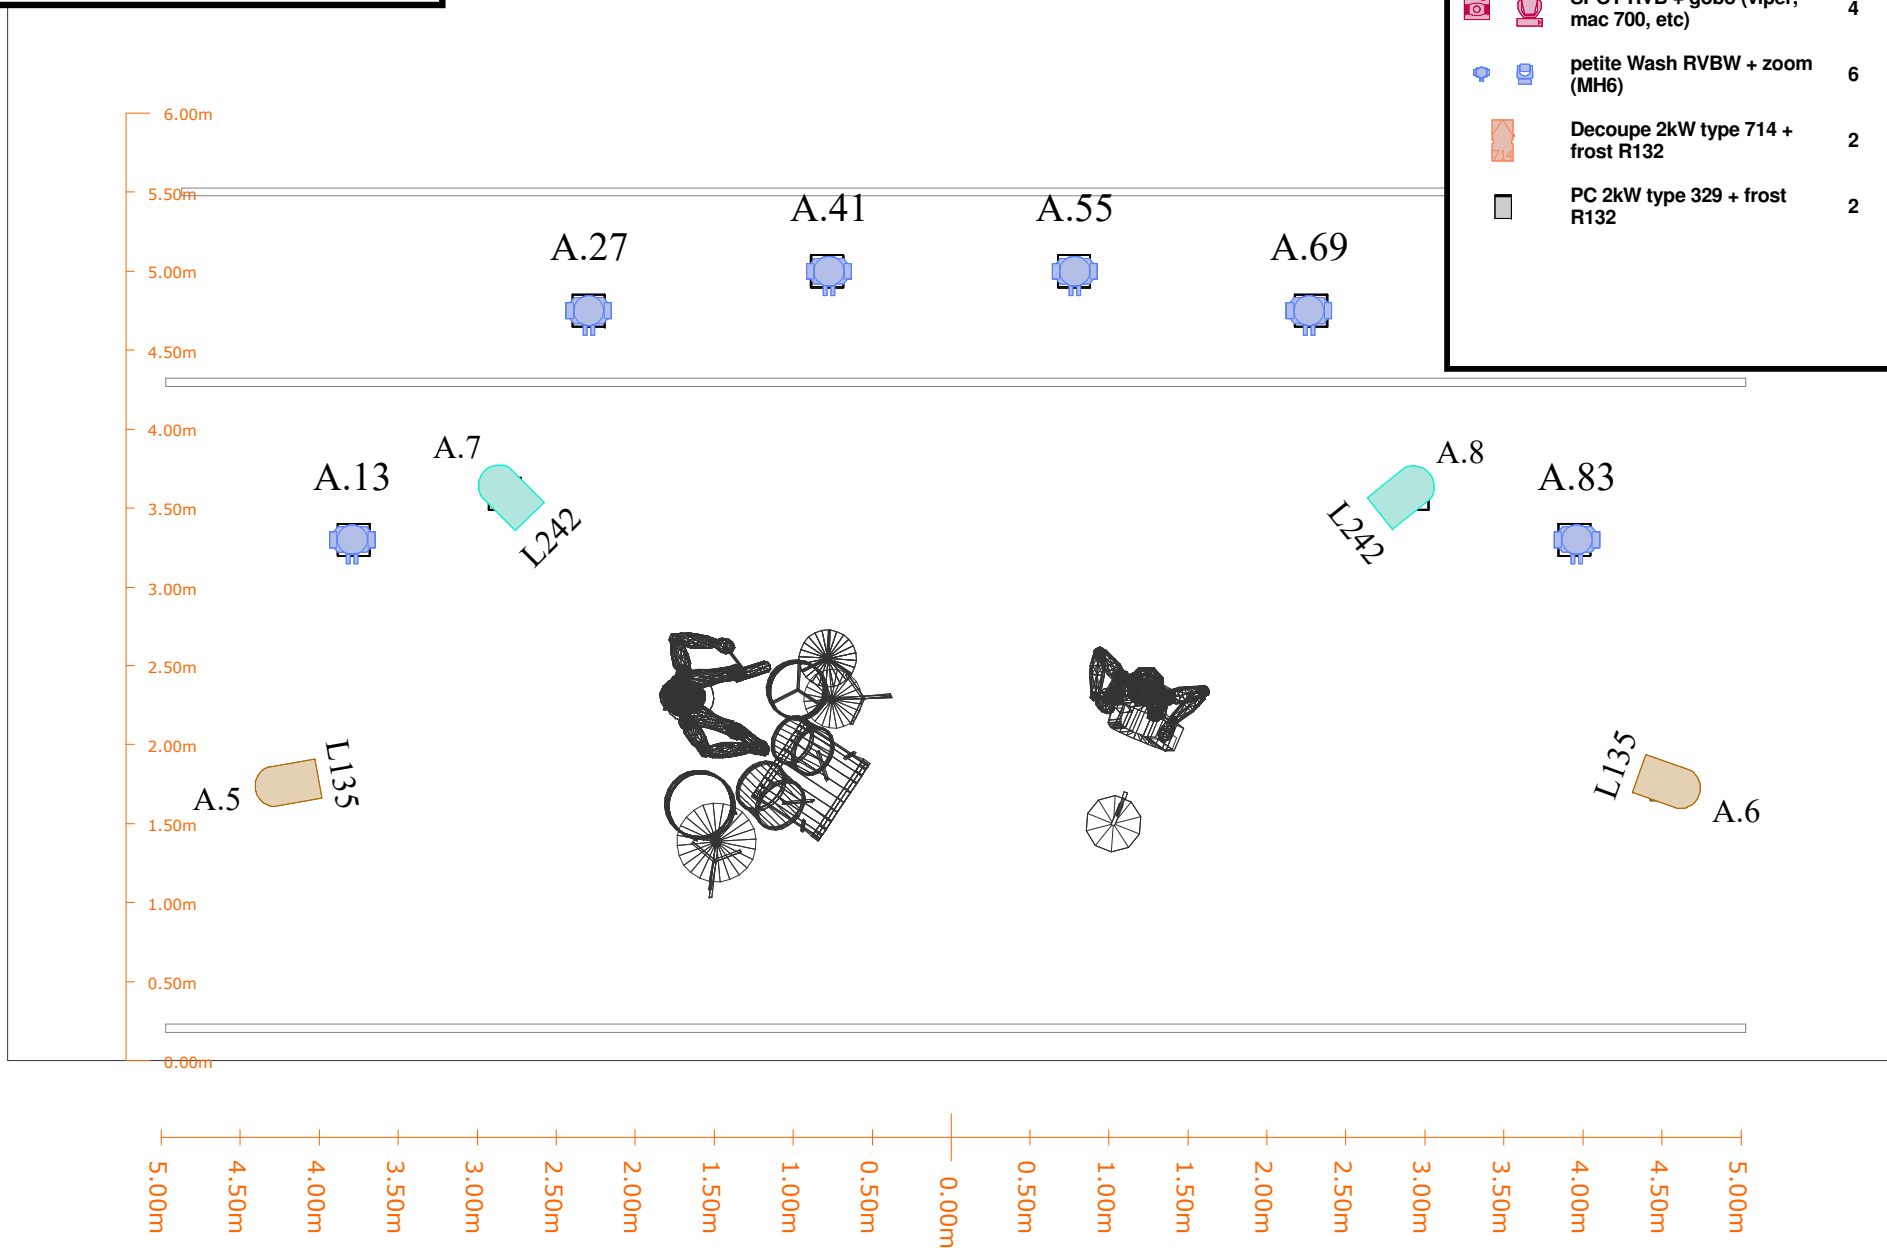 SPOT RVB + gobo (viper,
mac 700, etc)
4
petite Wash RVBW + zoom
(MH6)
6
Decoupe 2kW type 714 +
frost R132
2
714
PC 2kW type 329 + frost
R132
2
6.00m
5.50m
5.00m
4.50m
4.00m
3.50m
3.00m
2.50m
2.00m
1.50m
1.00m
0.50m
0.00m
A.41
A.55
A.27
A.69
A.7
A.8
A.13
A.83
L242
L242
L135
A.5
L135
A.6
5.00m
4.50m
4.00m
3.50m
3.00m
2.50m
2.00m
1.50m
1.00m
0.50m
0.00m
0.50m
1.00m
1.50m
2.00m
2.50m
3.00m
3.50m
4.00m
4.50m
5.00m